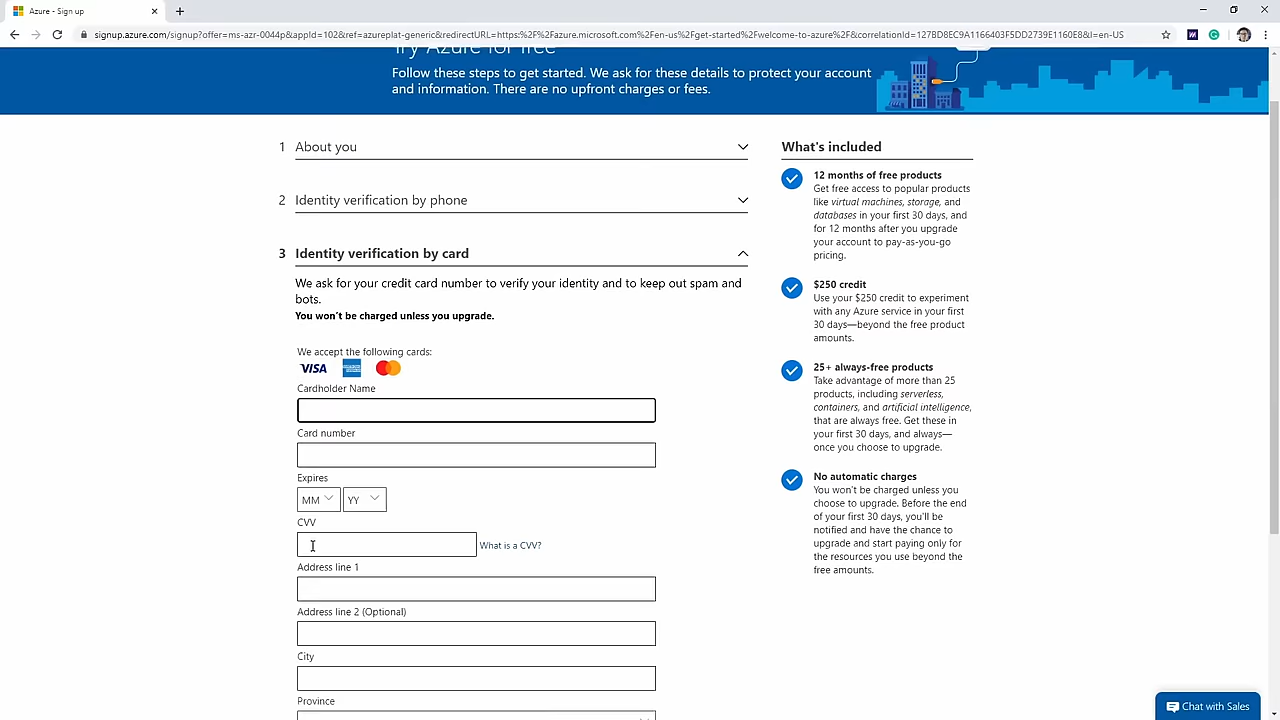 Azure - Sign up
signup.azure.com/signup?offer=ms-azr-0044p&appId=102&ref=azureplat-generic&redirectURL=https:%2F%2Fazure.microsoft.com%2Fen-us%2Fget-started%2Fwelcome-to-azure%2F&correlationId=127BD8EC9A1166403F5DD2739E1160E8&l=en-US
Try Azure for free
Follow these steps to get started. We ask for these details to protect your account
and information. There are no upfront charges or fees.
1 About you
2 Identity verification by phone
3 Identity verification by card
We ask for your credit card number to verify your identity and to keep out spam and
bots.
You won't be charged unless you upgrade.
We accept the following cards:
VISA
AMERICAN EXPRESS
Cardholder Name
Card number
Expires
MM YY
CVV
What is a CVV?
Address line 1
Address line 2 (Optional)
City
Province
What's included
12 months of free products
Get free access to popular products
like virtual machines, storage, and
databases in your first 30 days, and
for 12 months after you upgrade
your account to pay-as-you-go
pricing.
$250 credit
Use your $250 credit to experiment
with any Azure service in your first
30 days—beyond the free product
amounts.
25+ always-free products
Take advantage of more than 25
products, including serverless,
containers, and artificial intelligence,
that are always free. Get these in
your first 30 days, and always—
once you choose to upgrade.
No automatic charges
You won't be charged unless you
choose to upgrade. Before the end
of your first 30 days, you'll be
notified and have the chance to
upgrade and start paying only for
the resources you use beyond the
free amounts.
Chat with Sales